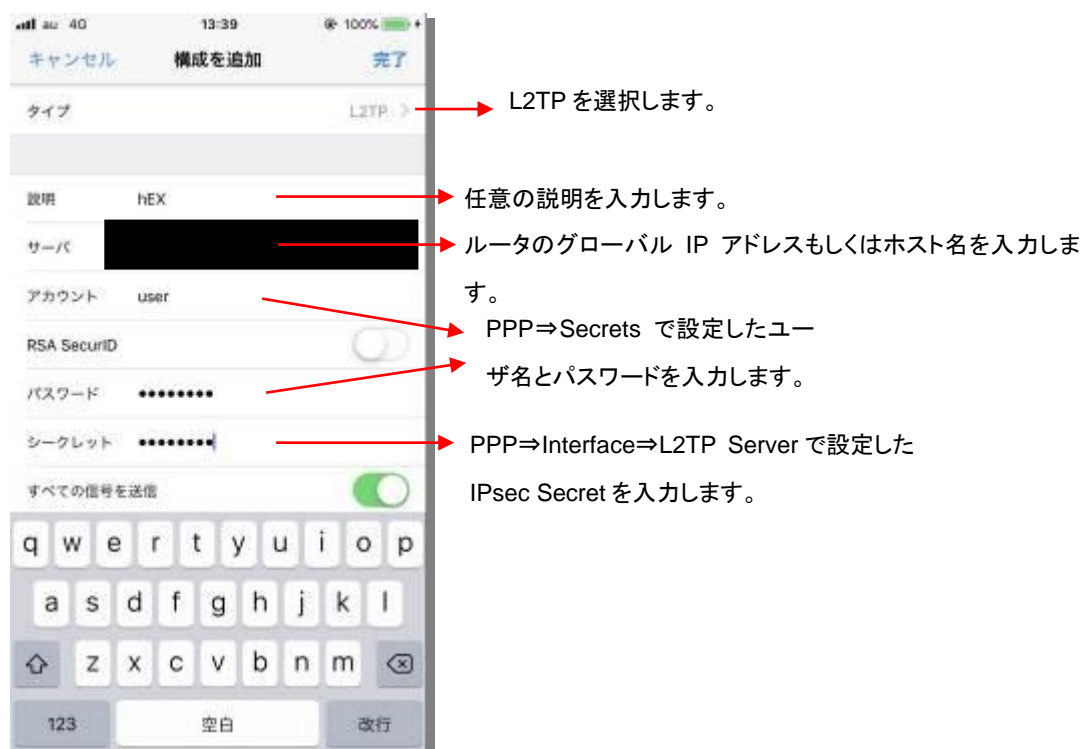 au 4G 13:39 100%
キャンセル 構成を追加 完了
タイプ L2TP
L2TPを選択します。
説明 hEX
任意の説明を入力します。
サーバ
ルータのグローバル IP アドレスもしくはホスト名を入力しま
す。
アカウント user
PPP⇒Secrets で設定したユー
ザ名とパスワードを入力します。
RSA SecurID
パスワード ●●●●●●●●
シークレット ●●●●●●●●
PPP⇒Interface⇒L2TP Server で設定した
IPsec Secret を入力します。
すべての信号を送信
q w e r t y u i o p
a s d f g h j k l
z x c v b n m
123 空白 改行